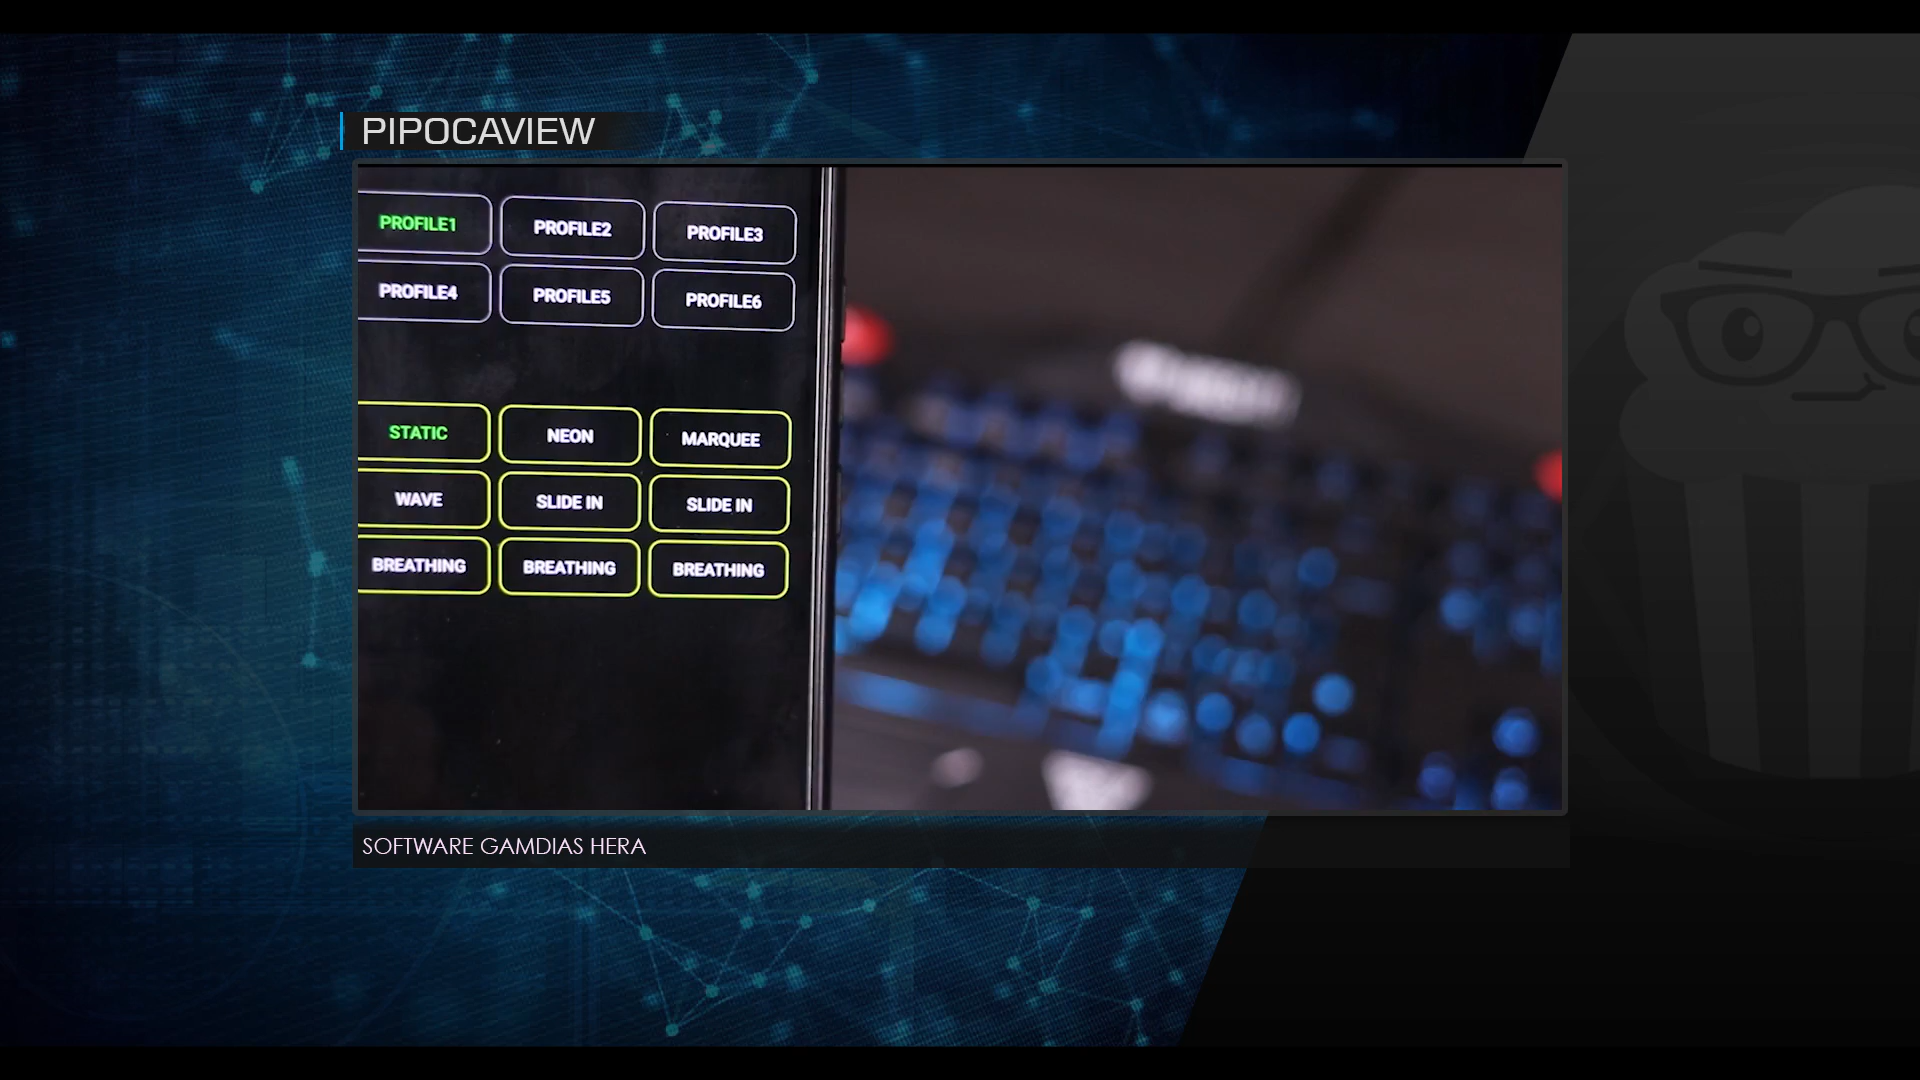 PIPOCAVIEW
PROFILE1 PROFILE2 PROFILE3
PROFILE4 PROFILE5 PROFILE6
STATIC NEON MARQUEE
WAVE SLIDE IN SLIDE IN
BREATHING BREATHING BREATHING
SOFTWARE GAMDIAS HERA